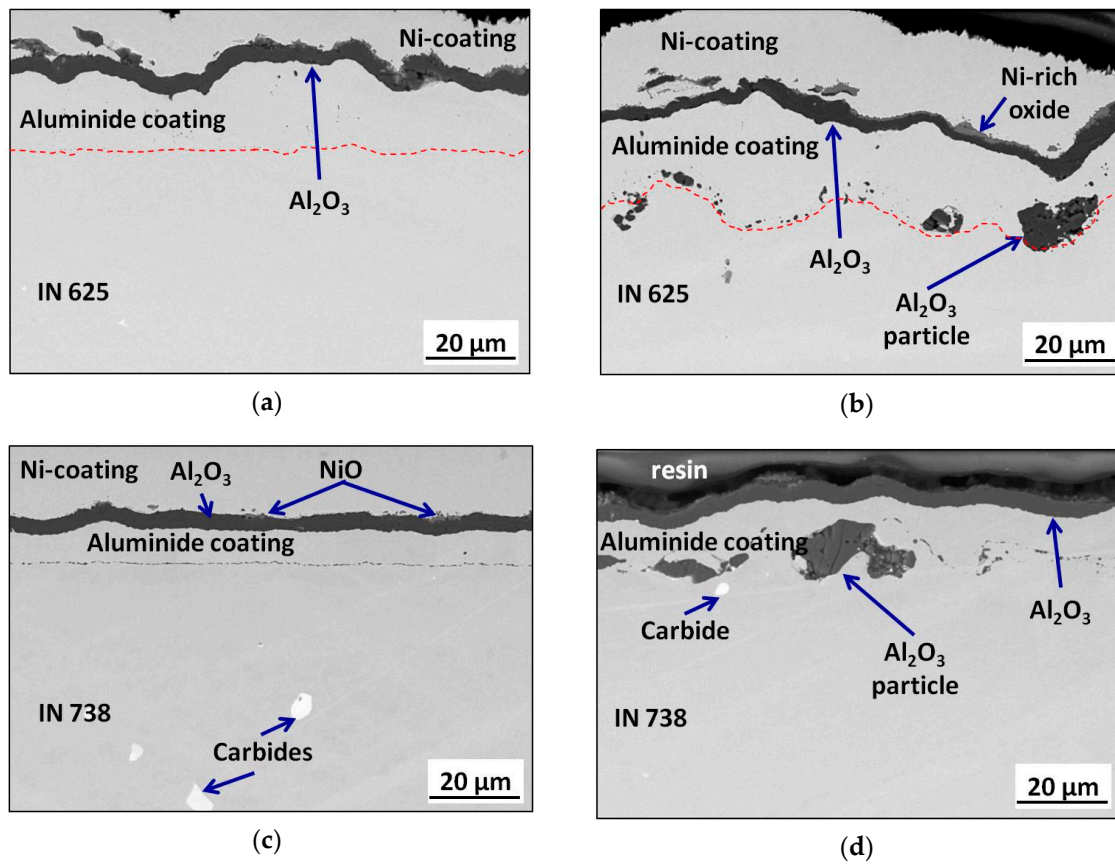 Ni-coating
Aluminide coating
Al₂O₃
IN 625
20 µm
(a)
Ni-coating
Ni-rich
oxide
Aluminide coating
Al₂O₃
IN 625
Al₂O₃
particle
20 µm
(b)
Ni-coating
Al₂O₃
NiO
Aluminide coating
IN 738
Carbides
20 µm
(c)
resin
Aluminide coating
Carbide
Al₂O₃
Al₂O₃
particle
IN 738
20 µm
(d)